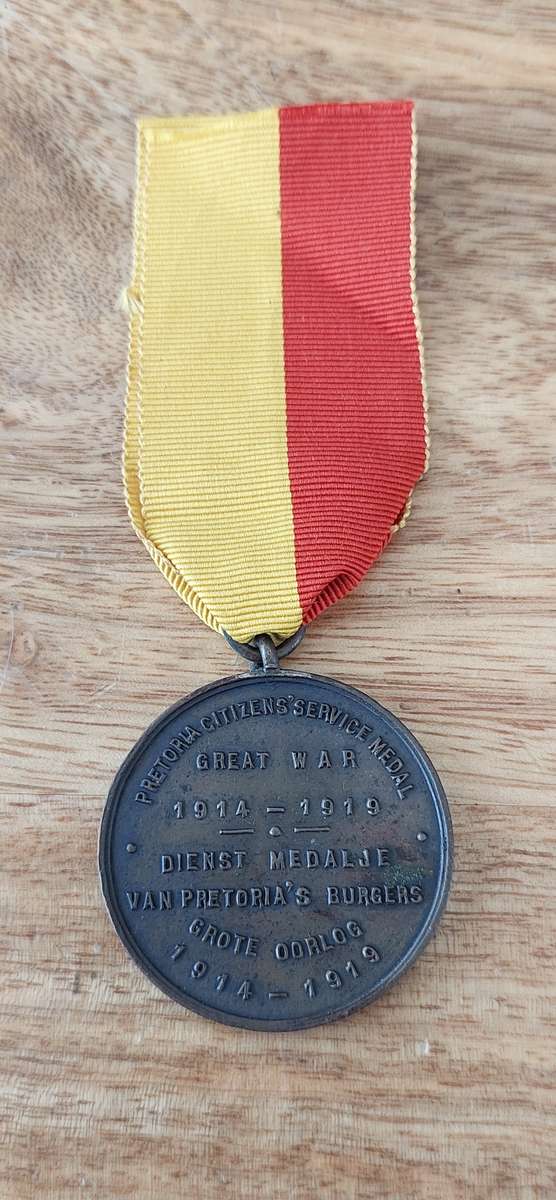 PRETORIA CITIZENS' SERVICE MEDAL
GREAT WAR
1914-1919
DIENST MEDALJE
VAN PRETORIA'S BURGERS
GROTE OORLOG
1914-1919